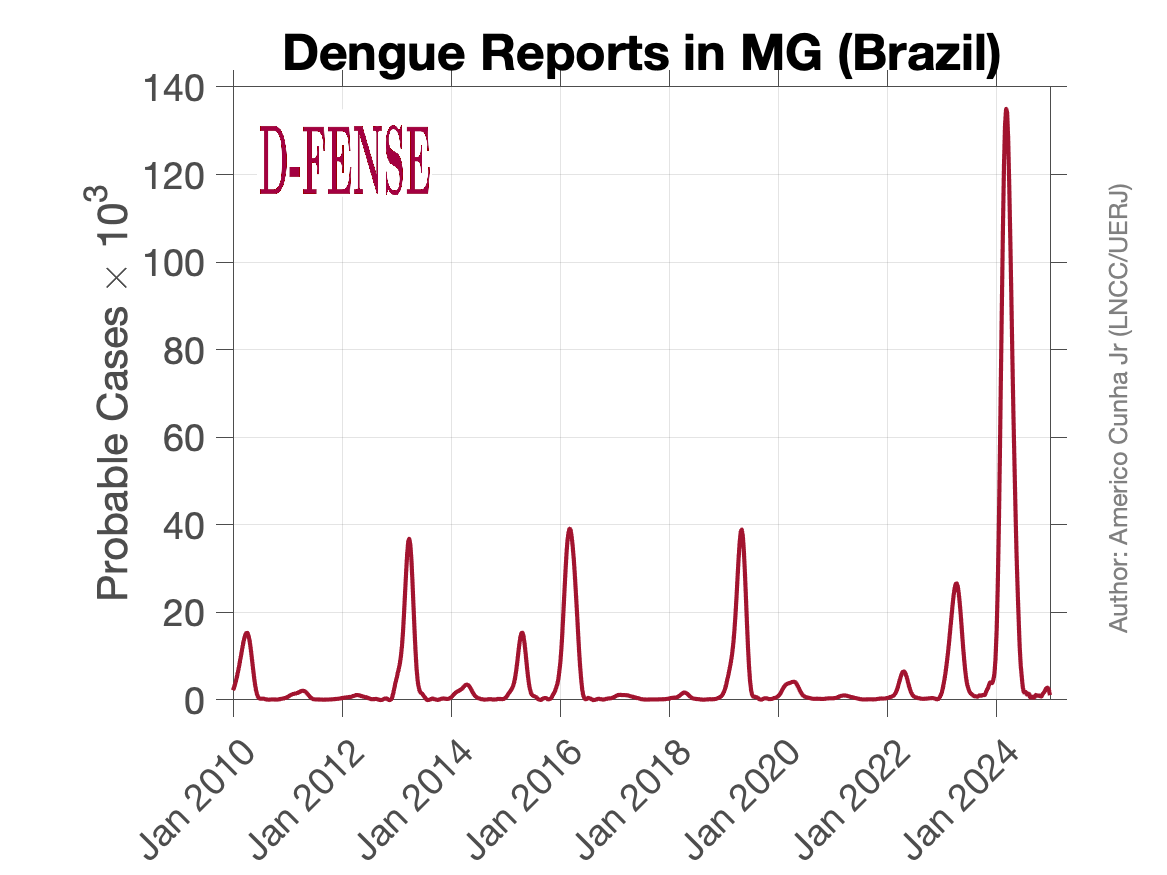 Dengue Reports in MG (Brazil)
D-FENSE
Probable Cases × 10³
140
120
100
80
60
40
20
0
Jan 2010
Jan 2012
Jan 2014
Jan 2016
Jan 2018
Jan 2020
Jan 2022
Jan 2024
Author: Americo Cunha Jr (LNCC/UERJ)